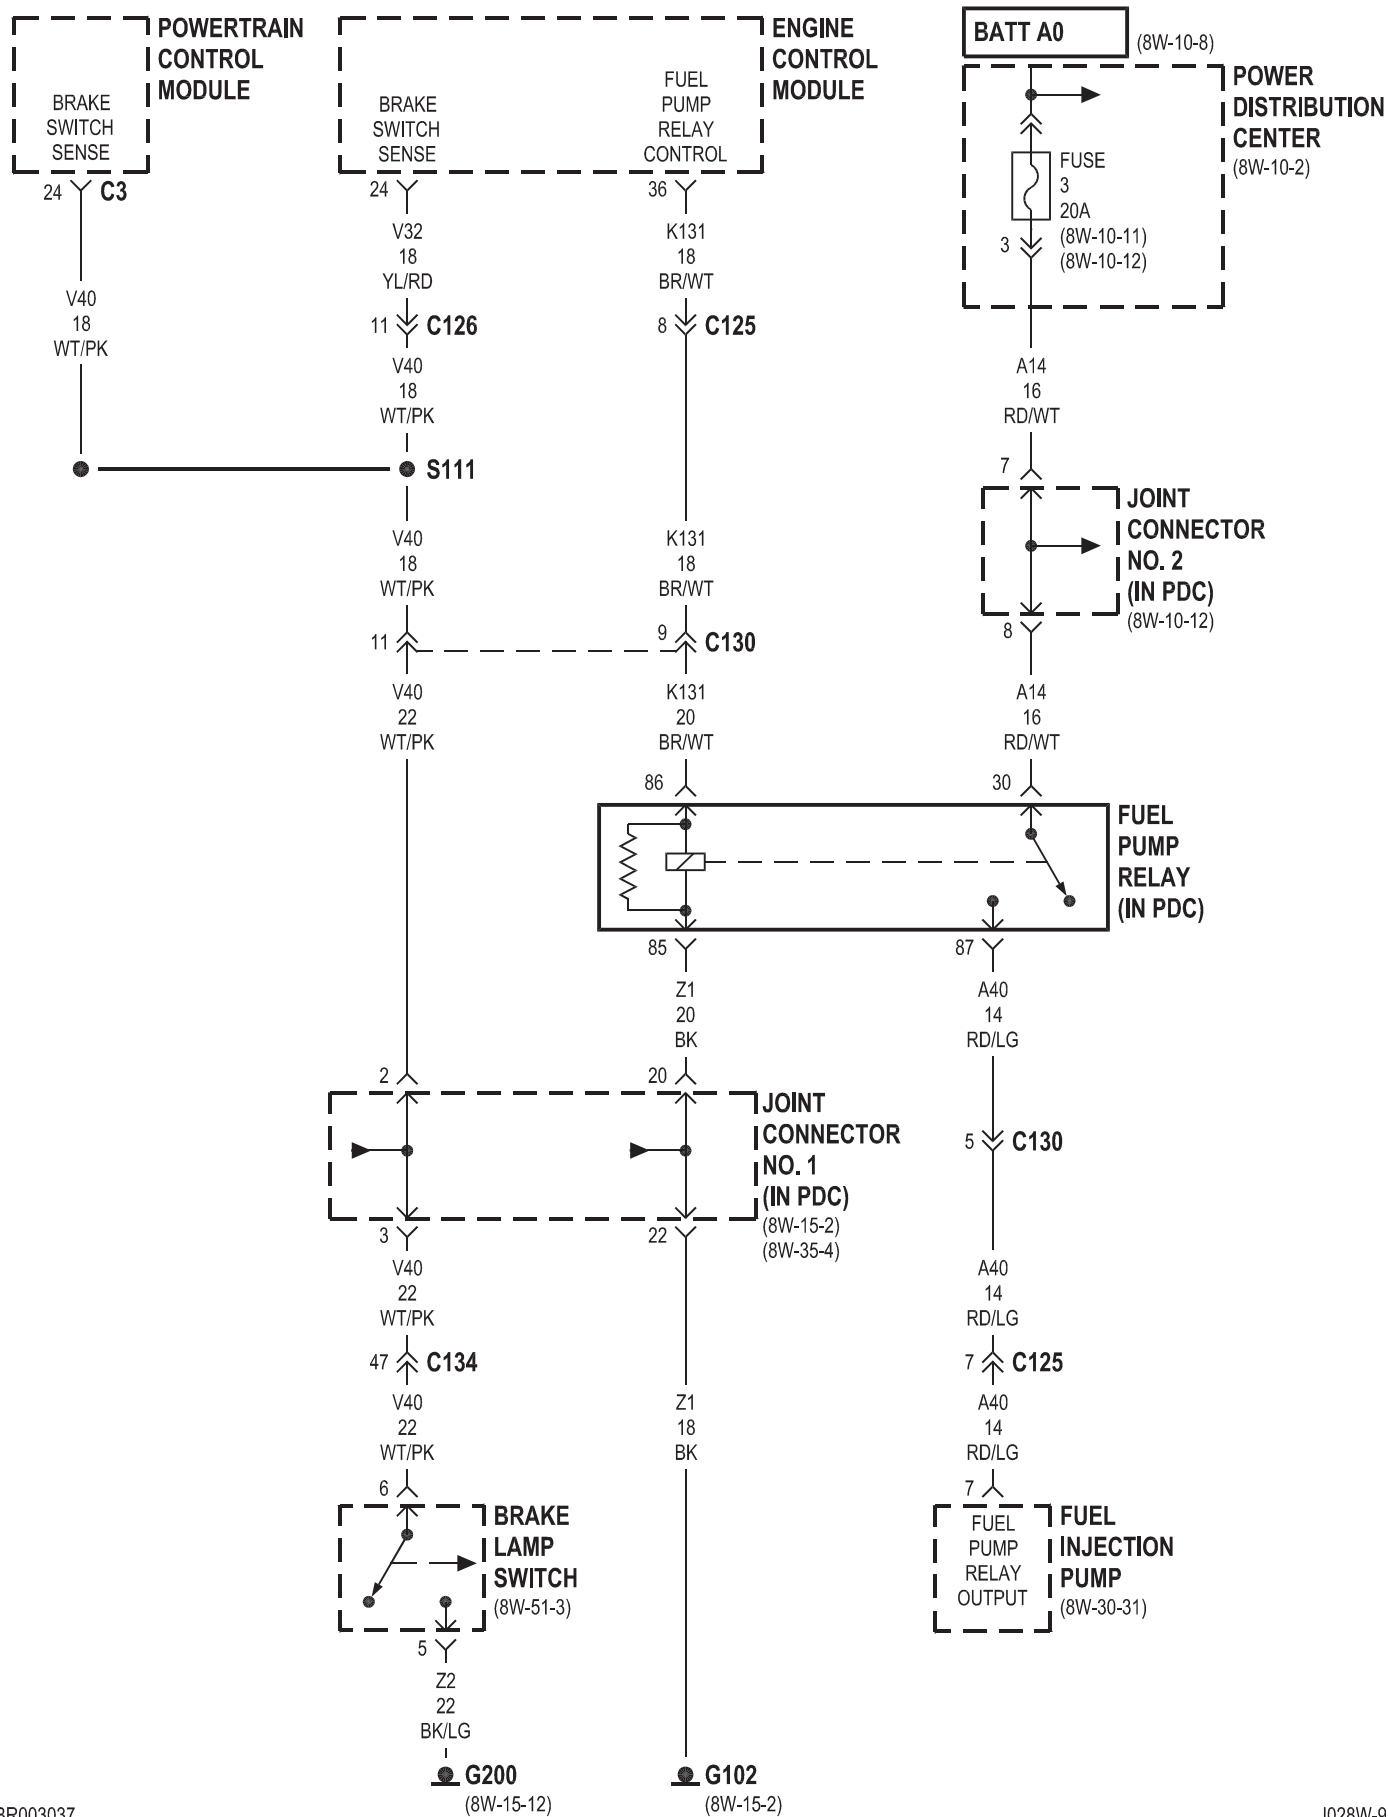 POWERTRAIN
CONTROL
MODULE
BRAKE
SWITCH
SENSE
24
C3
V40
18
WT/PK
ENGINE
CONTROL
MODULE
BRAKE
SWITCH
SENSE
24
V32
18
YL/RD
11
C126
V40
18
WT/PK
S111
V40
18
WT/PK
11
V40
22
WT/PK
FUEL
PUMP
RELAY
CONTROL
36
K131
18
BR/WT
8
C125
K131
18
BR/WT
9
C130
K131
20
BR/WT
86
BATT A0
(8W-10-8)
POWER
DISTRIBUTION
CENTER
(8W-10-2)
FUSE
3
20A
(8W-10-11)
(8W-10-12)
3
A14
16
RD/WT
7
JOINT
CONNECTOR
NO. 2
(IN PDC)
(8W-10-12)
8
A14
16
RD/WT
30
FUEL
PUMP
RELAY
(IN PDC)
85
Z1
20
BK
20
87
A40
14
RD/LG
5
C130
A40
14
RD/LG
7
C125
A40
14
RD/LG
7
FUEL
PUMP
RELAY
OUTPUT
FUEL
INJECTION
PUMP
(8W-30-31)
2
JOINT
CONNECTOR
NO. 1
(IN PDC)
(8W-15-2)
(8W-35-4)
3
V40
22
WT/PK
47
C134
V40
22
WT/PK
6
BRAKE
LAMP
SWITCH
(8W-51-3)
5
Z2
22
BK/LG
G200
(8W-15-12)
22
Z1
18
BK
G102
(8W-15-2)
R003037
J028W-9